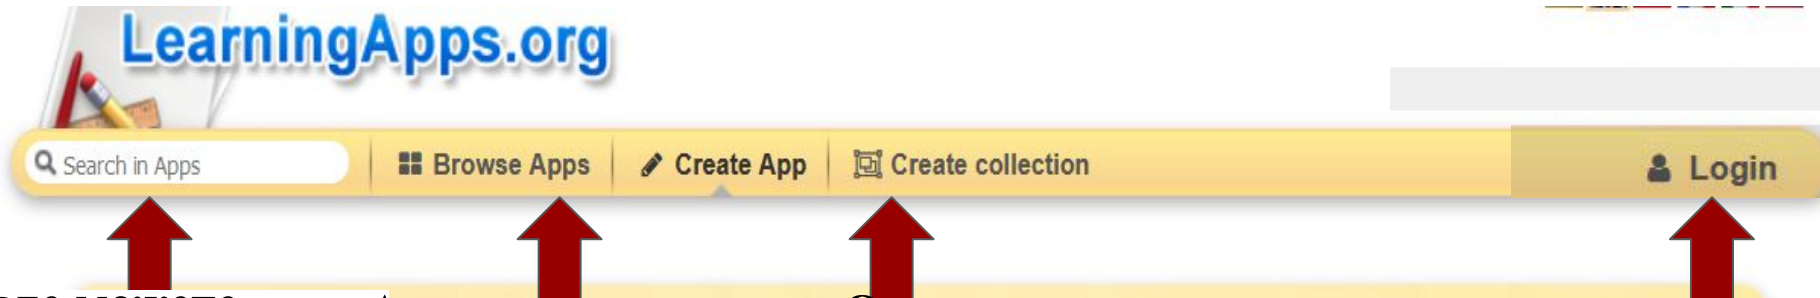 LearningApps.org
Search in Apps
Browse Apps
Create App
Create collection
Login